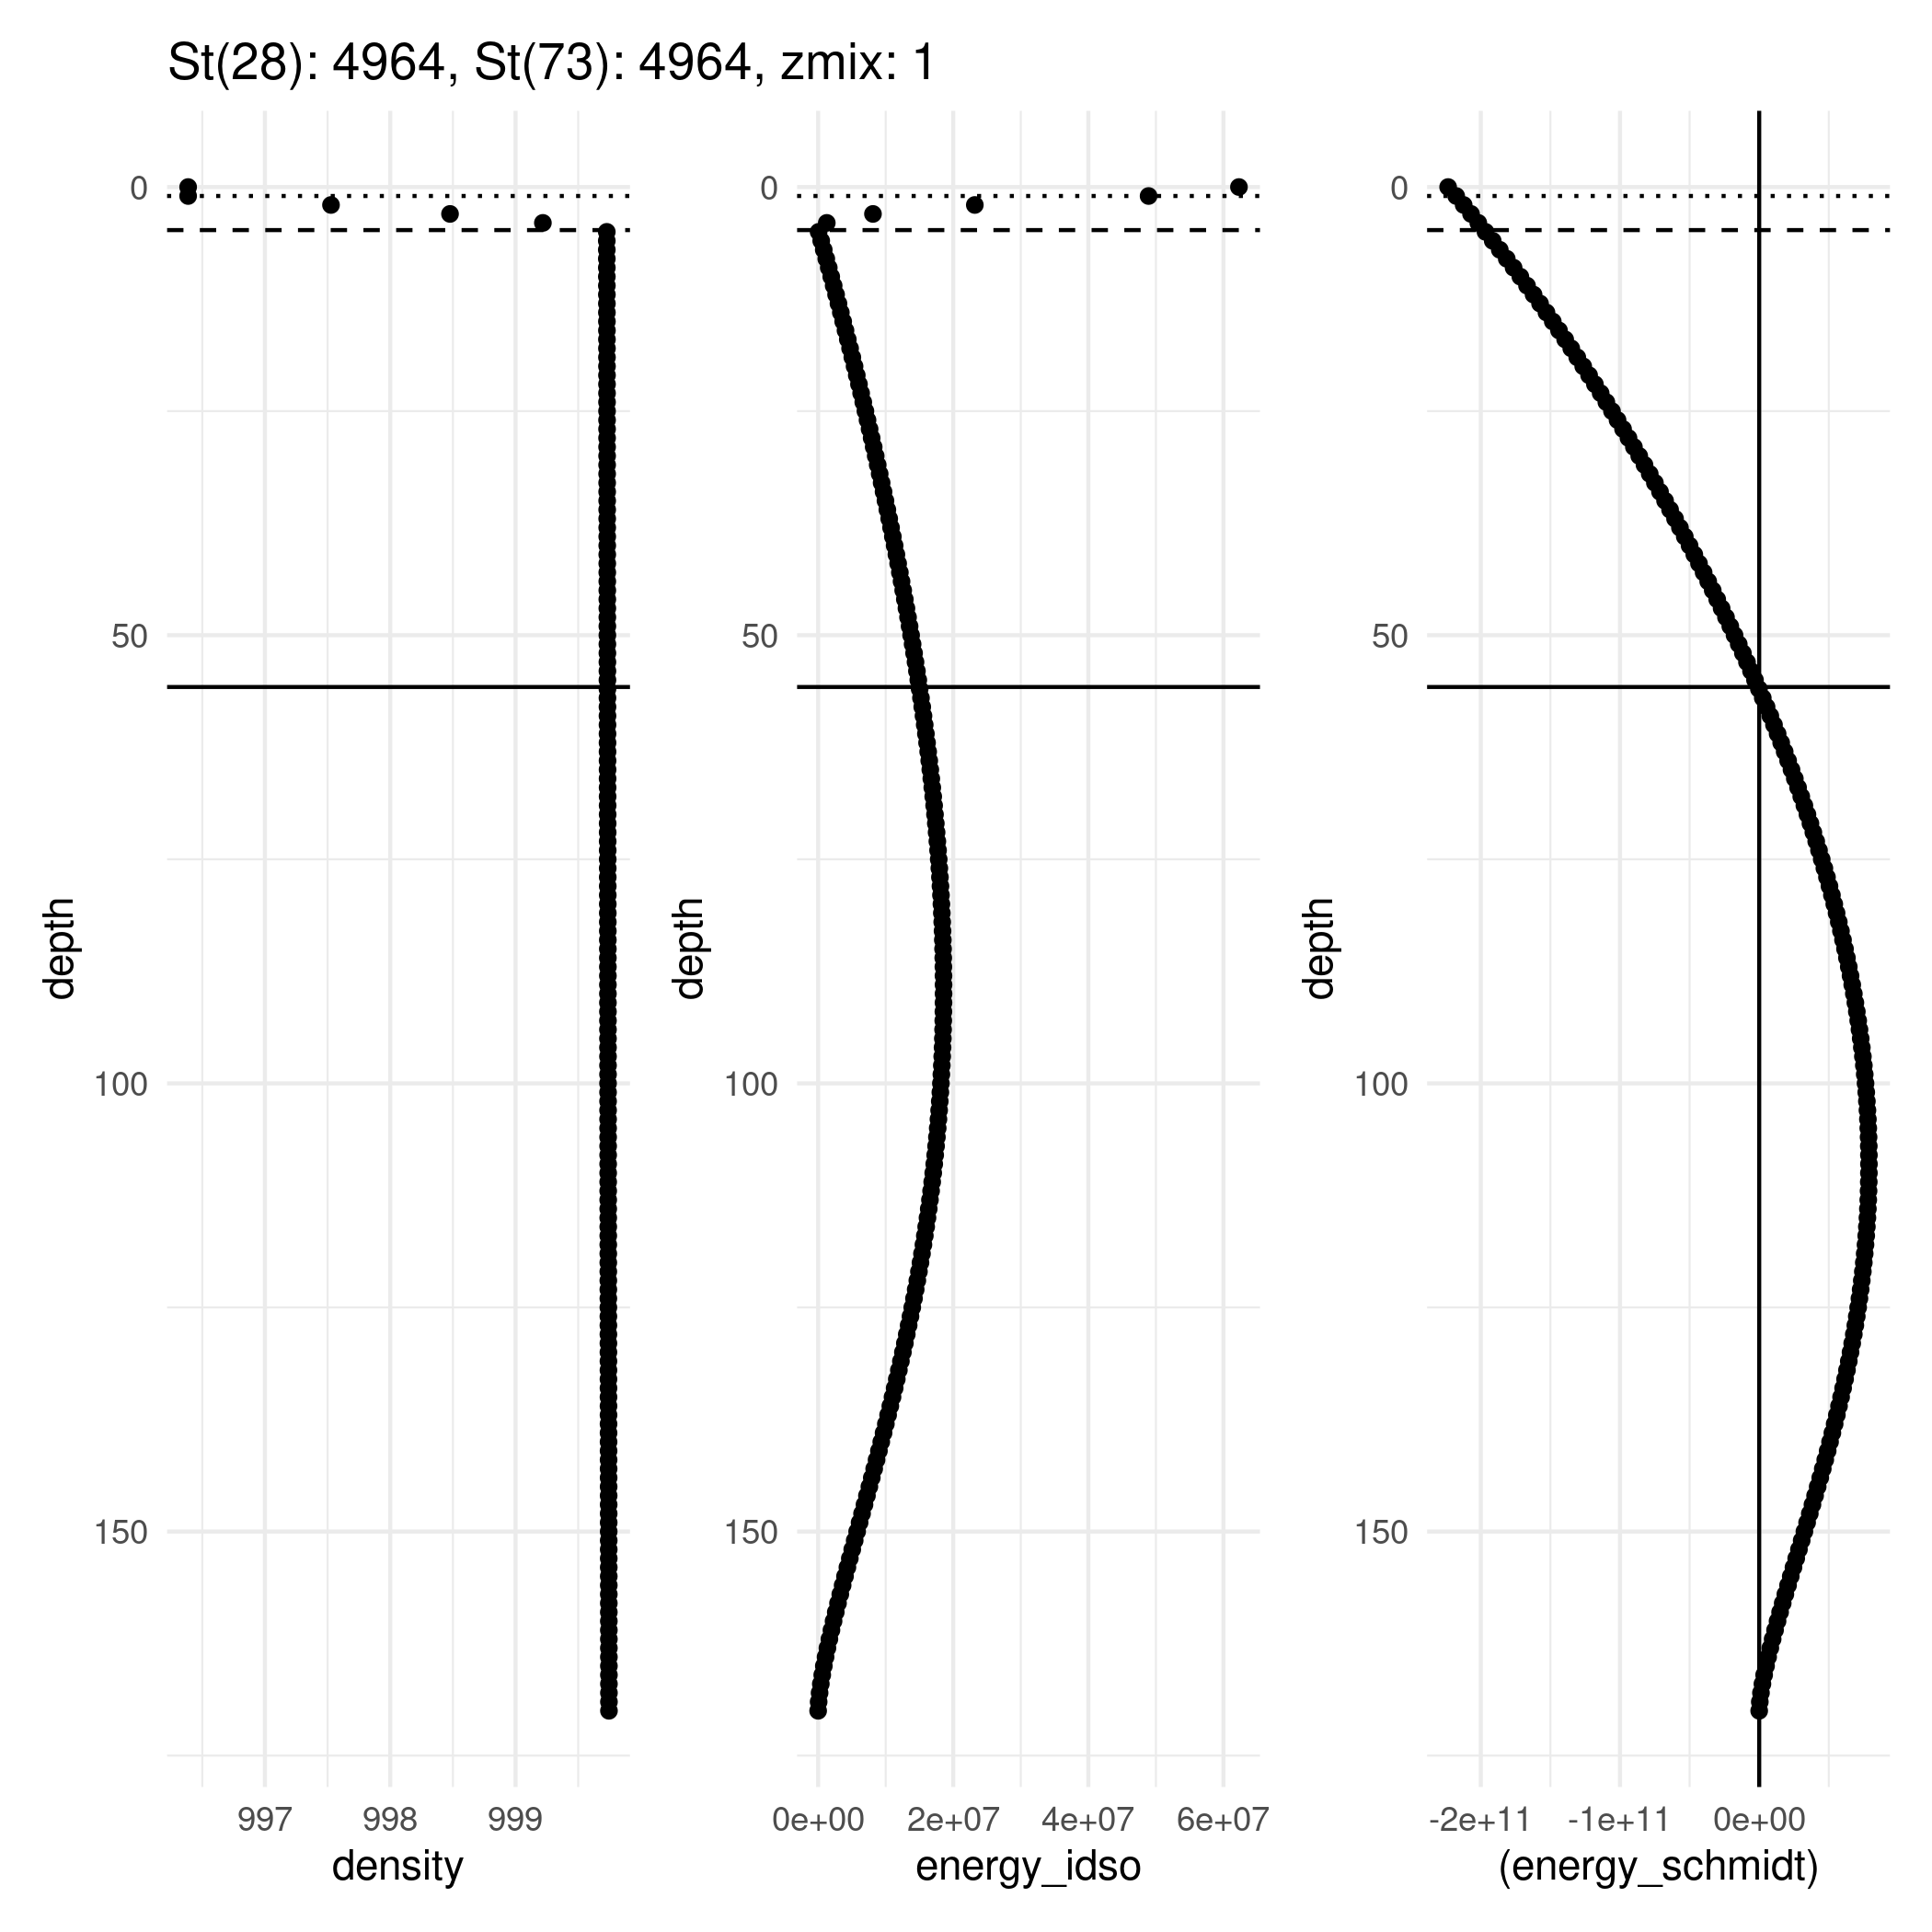 St(28): 4964, St(73): 4964, zmix: 1
0
50
100
150
depth
997 998 999
density
0
50
100
150
depth
0e+00 2e+07 4e+07 6e+07
energy_idso
0
50
100
150
depth
-2e+11 -1e+11 0e+00
(energy_schmidt)